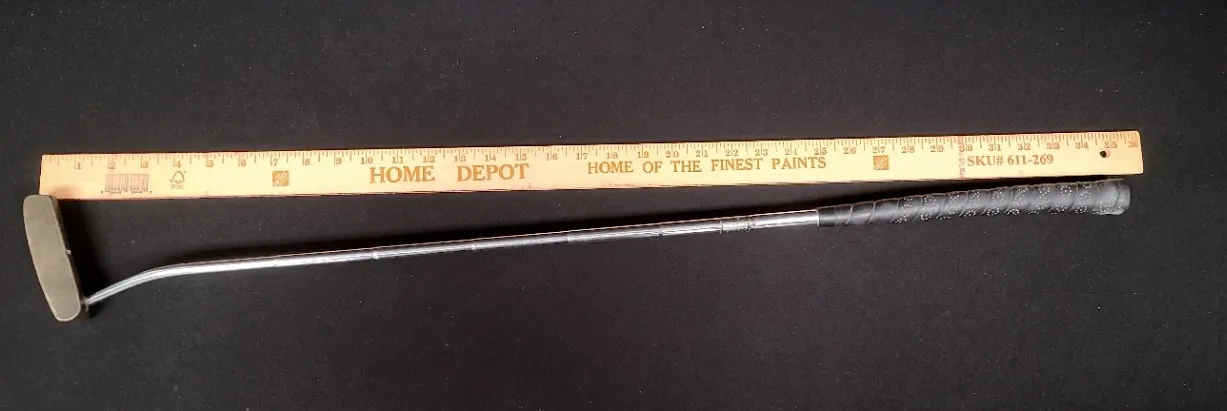 1 2 3 4 5 6 7 8 9 10 11 12 13 14 15 16 17 18 19 20 21 22 23 24 25 26 27 28 29 30 31 32 33 34 35 36
FSC HOME DEPOT HOME OF THE FINEST PAINTS SKU# 611-269